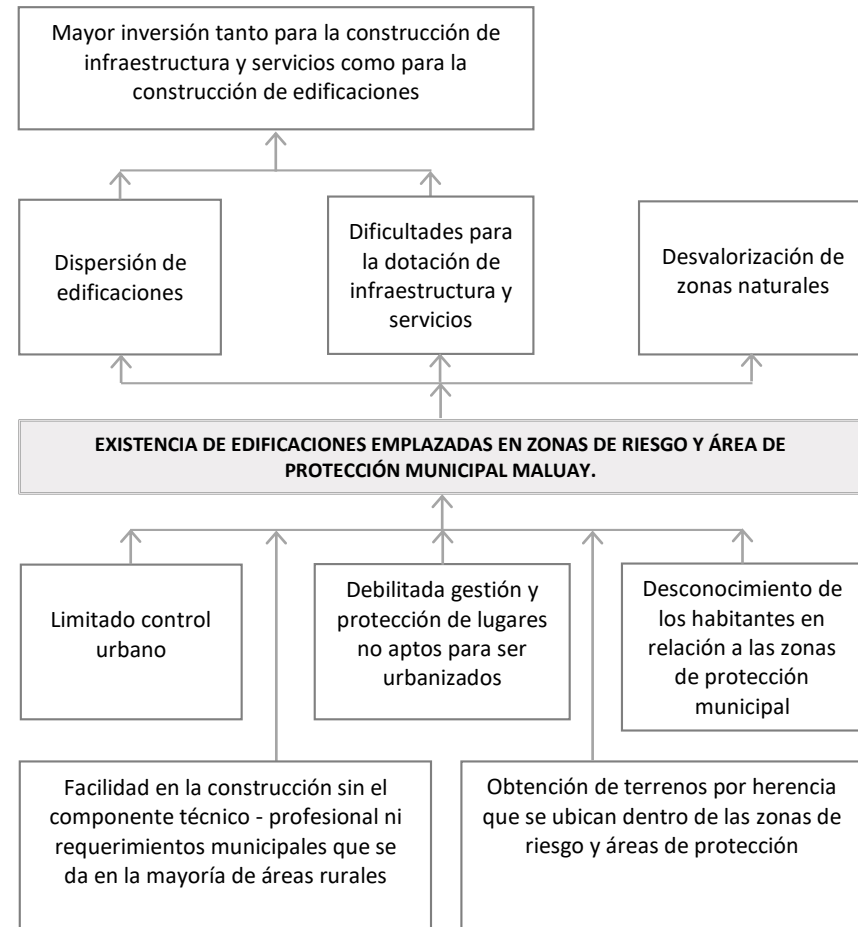 Mayor inversión tanto para la construcción de
infraestructura y servicios como para la
construcción de edificaciones
Dispersión de
edificaciones
Dificultades para
la dotación de
infraestructura y
servicios
Desvalorización de
zonas naturales
EXISTENCIA DE EDIFICACIONES EMPLAZADAS EN ZONAS DE RIESGO Y ÁREA DE
PROTECCIÓN MUNICIPAL MALUAY.
Limitado control
urbano
Debilitada gestión y
protección de lugares
no aptos para ser
urbanizados
Desconocimiento de
los habitantes en
relación a las zonas
de protección
municipal
Facilidad en la construcción sin el
componente técnico - profesional ni
requerimientos municipales que se
da en la mayoría de áreas rurales
Obtención de terrenos por herencia
que se ubican dentro de las zonas de
riesgo y áreas de protección